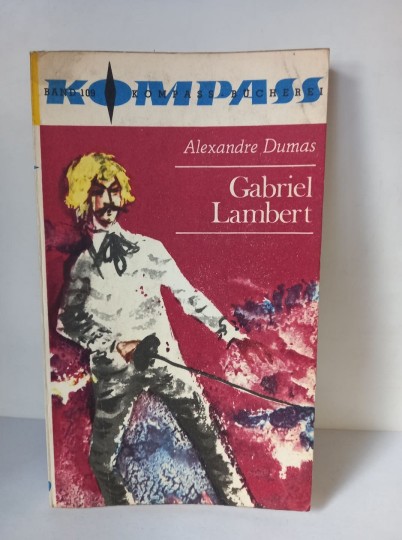 KOMPASS
BAND 109 KOMPASS BÜCHEREI
Alexandre Dumas
Gabriel
Lambert